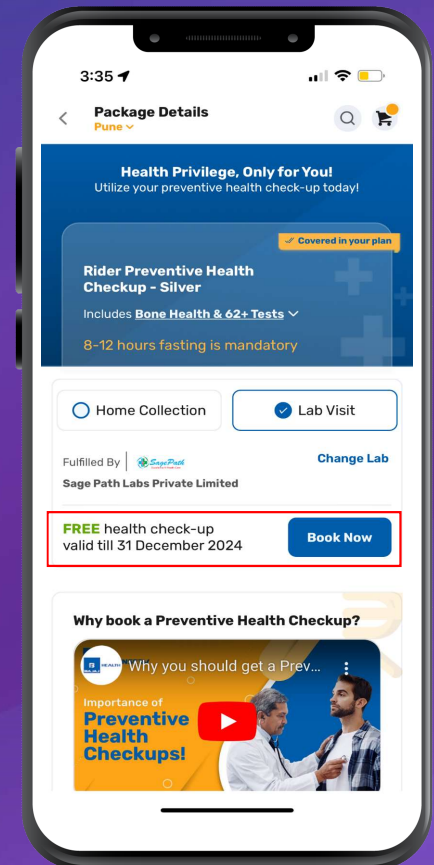 3:35
Package Details
Pune
Health Privilege, Only for You!
Utilize your preventive health check-up today!
Covered in your plan
Rider Preventive Health
Checkup - Silver
Includes Bone Health & 62+ Tests
8-12 hours fasting is mandatory
Home Collection
Lab Visit
Fulfilled By
SagePath
Change Lab
Sage Path Labs Private Limited
FREE health check-up
valid till 31 December 2024
Book Now
Why book a Preventive Health Checkup?
HEALTH
Why you should get a Prev...
Importance of
Preventive
Health
Checkups!